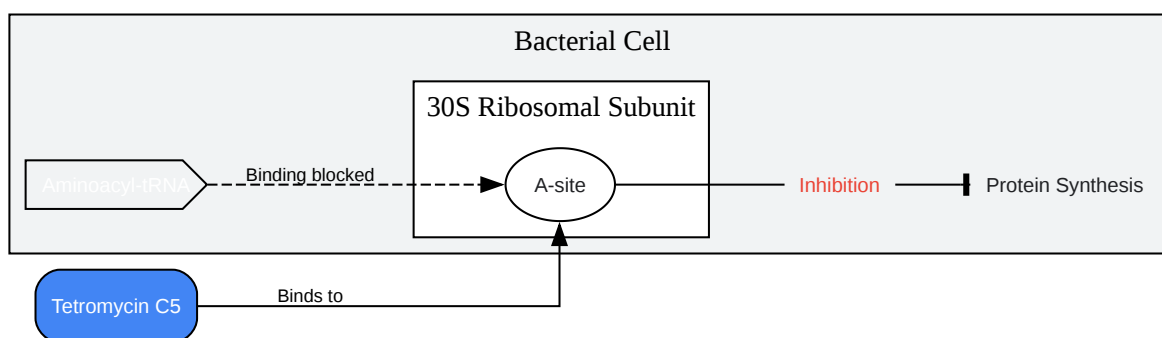 Bacterial Cell
30S Ribosomal Subunit
Aminoacyl-tRNA
Binding blocked
A-site
Inhibition
Protein Synthesis
Tetromycin C5
Binds to